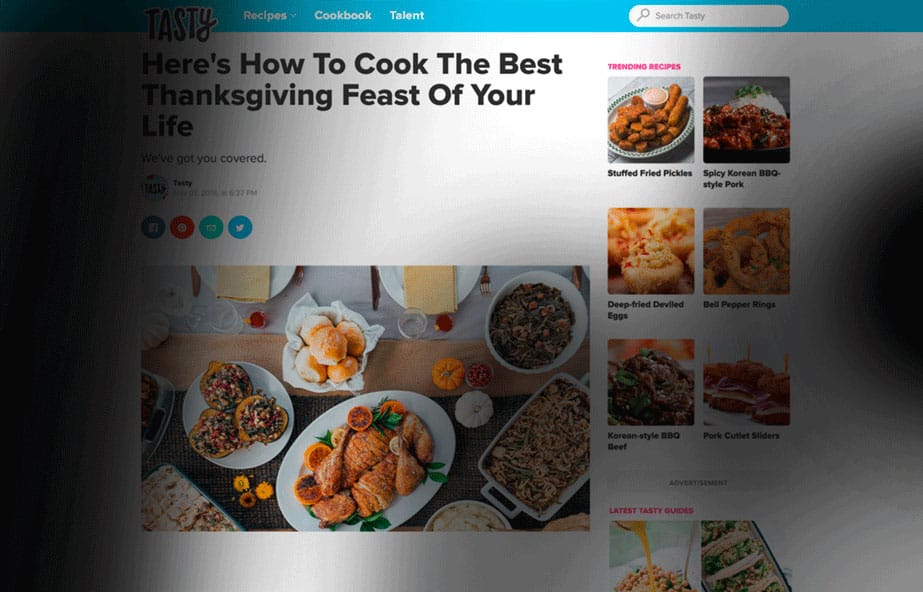 TASTY
Recipes
Cookbook
Talent
Search Tasty
Here's How To Cook The Best
Thanksgiving Feast Of Your
Life
We've got you covered.
TASTY
Tasty
at 6:37 PM
TRENDING RECIPES
Stuffed Fried Pickles
Spicy Korean BBQ-
style Pork
Deep-fried Deviled
Eggs
Bell Pepper Rings
Korean-style BBQ
Beef
Pork Cutlet Sliders
ADVERTISEMENT
LATEST TASTY GUIDES